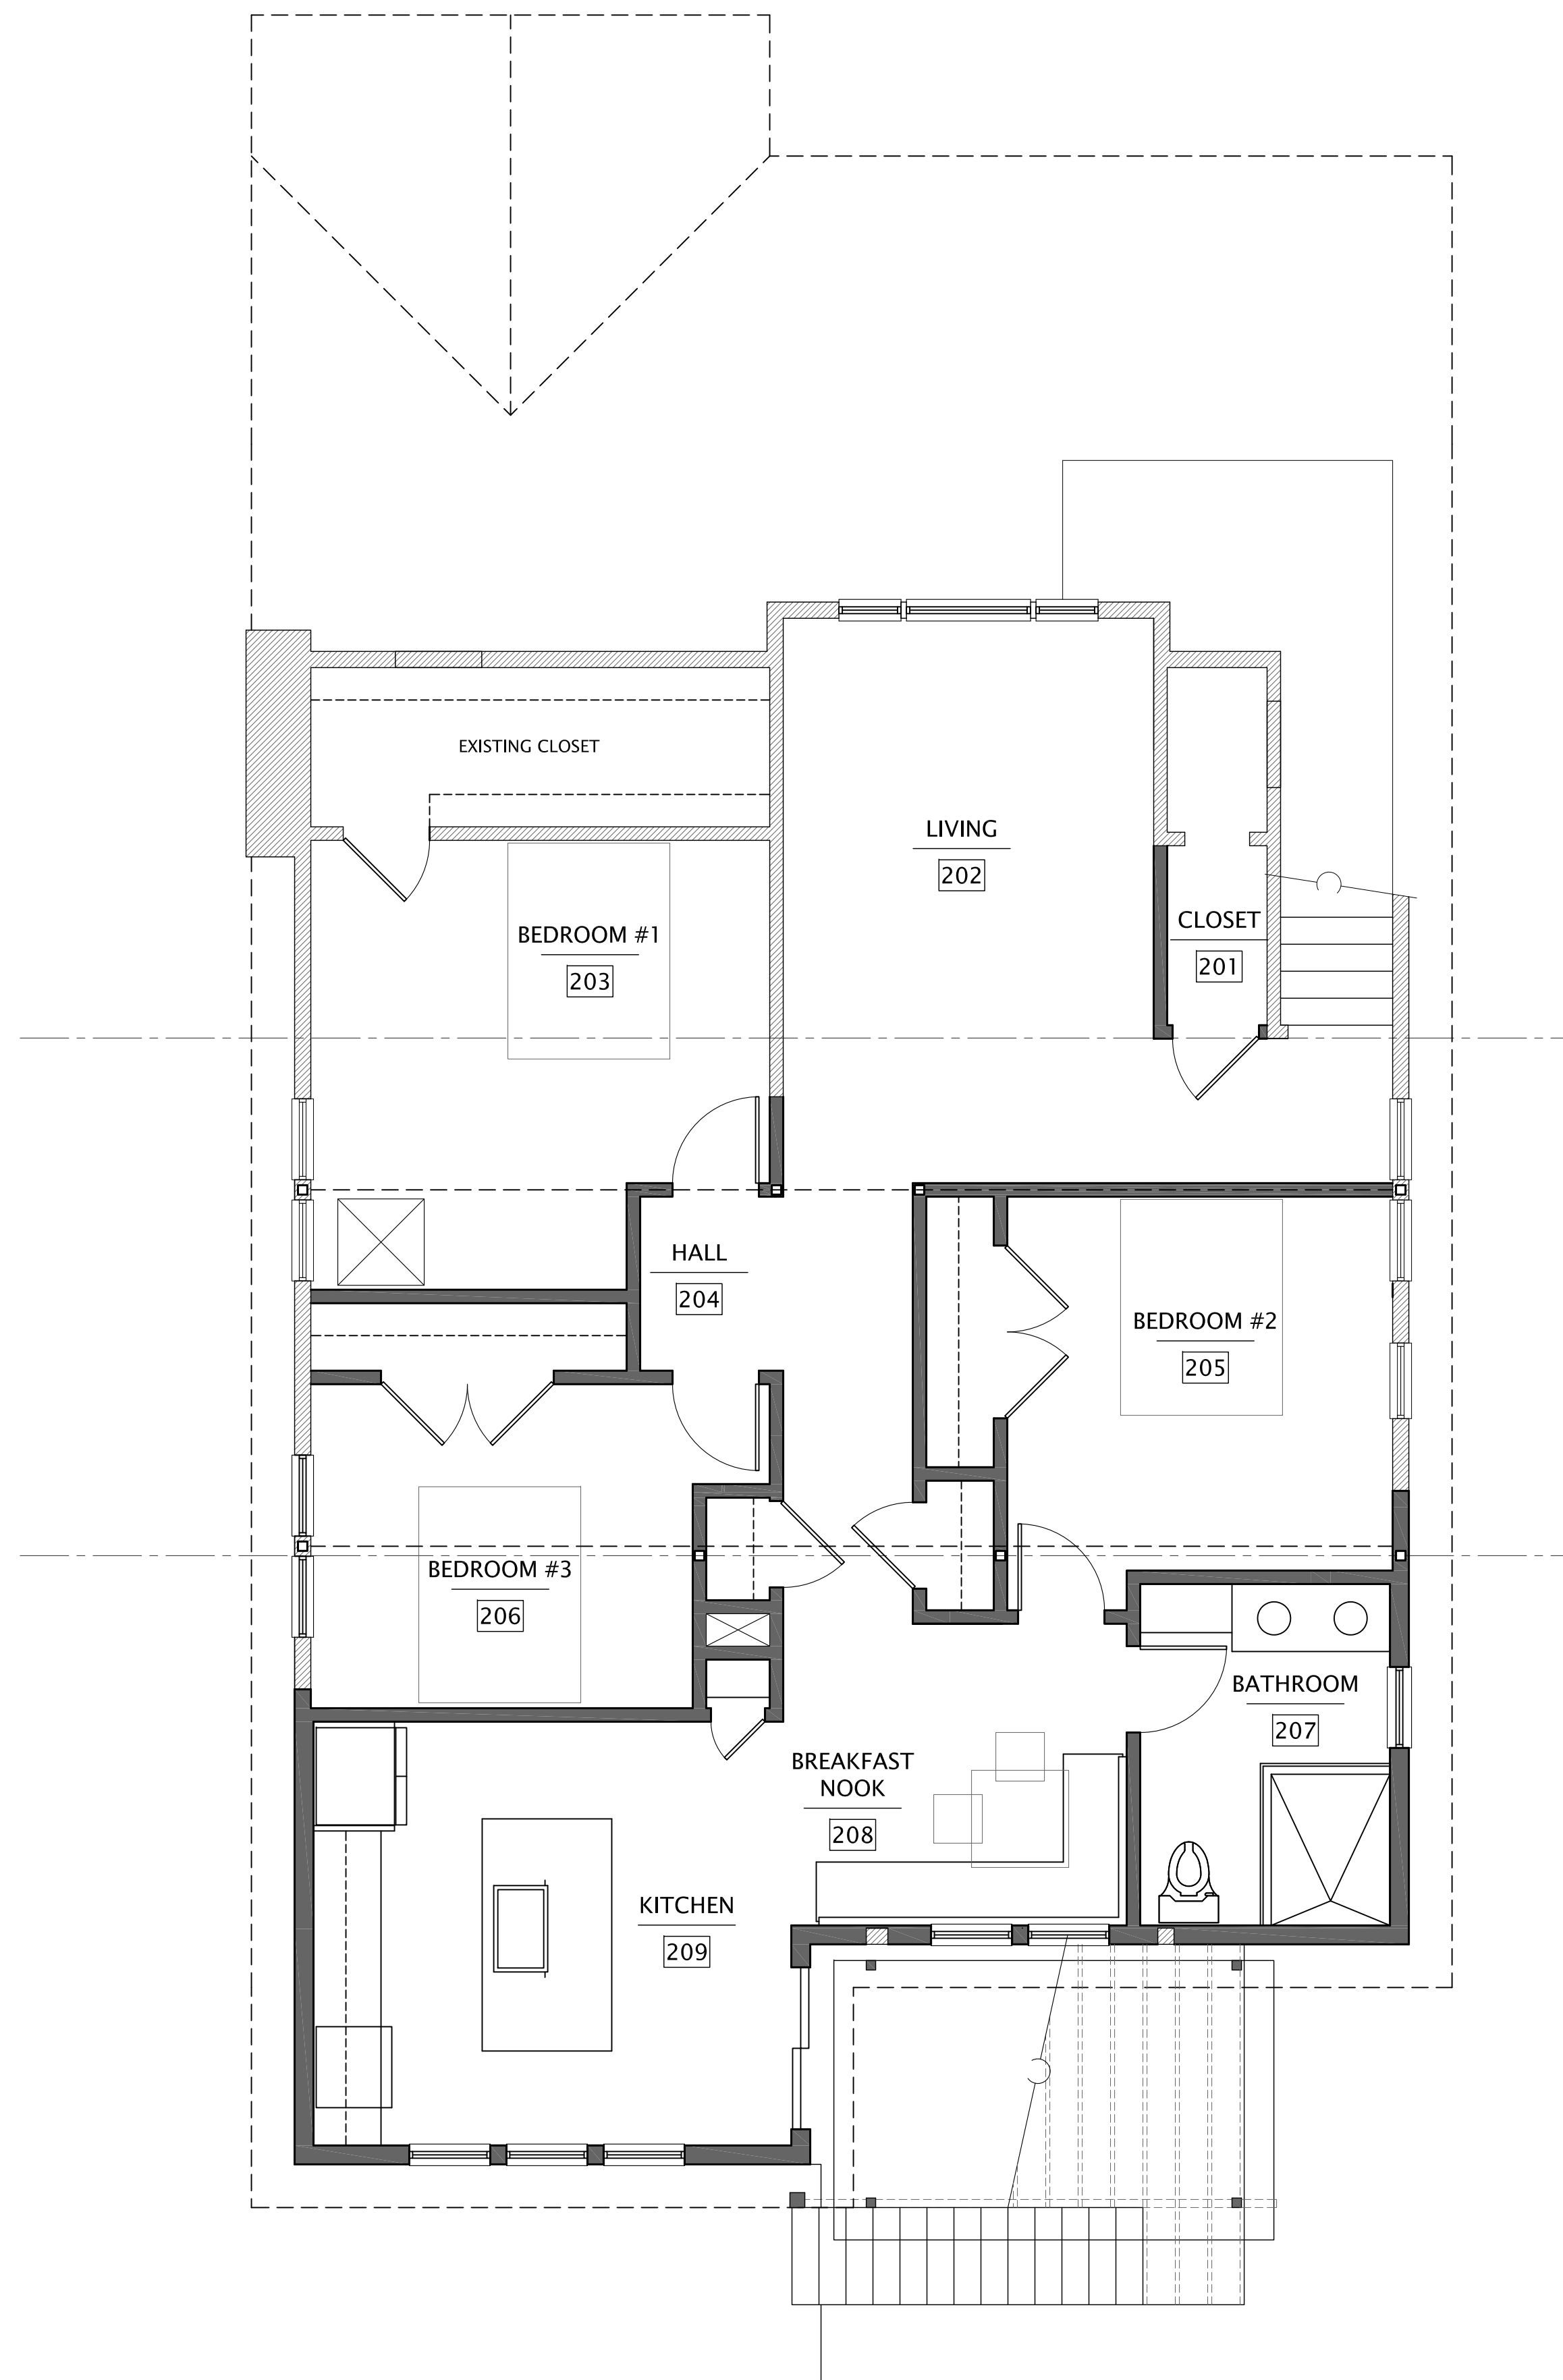 EXISTING CLOSET
LIVING
202
CLOSET
201
BEDROOM #1
203
HALL
204
BEDROOM #2
205
BEDROOM #3
206
BATHROOM
207
BREAKFAST
NOOK
208
KITCHEN
209